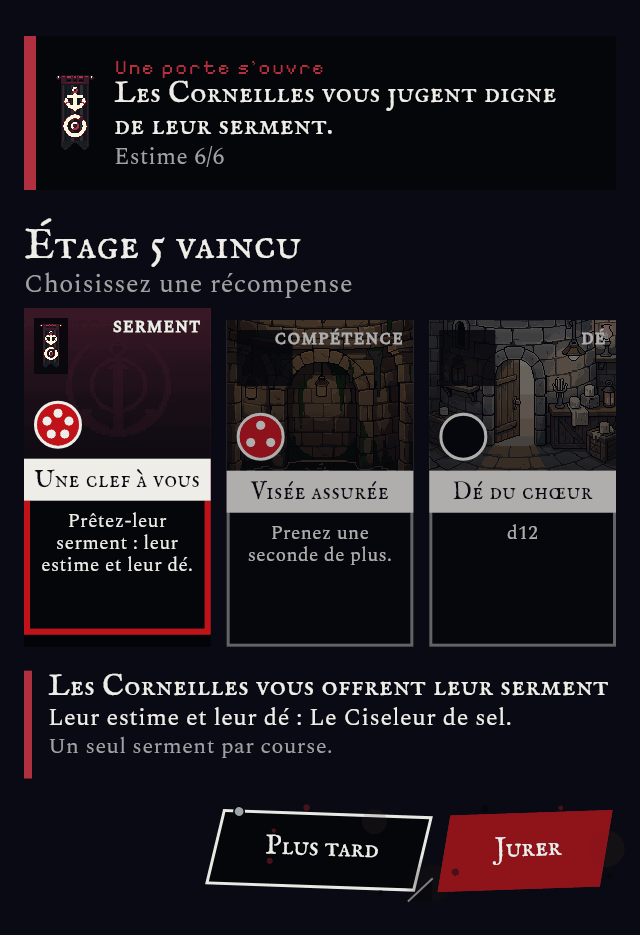 Une porte s'ouvre
Les Corneilles vous jugent digne
de leur serment.
Estime 6/6
Étage 5 vaincu
Choisissez une récompense
SERMENT
COMPÉTENCE
DÉ
Une clef à vous
Visée assurée
Dé du chœur
Prêtez-leur
serment : leur
estime et leur dé.
Prenez une
seconde de plus.
d12
Les Corneilles vous offrent leur serment
Leur estime et leur dé : Le Ciseleur de sel.
Un seul serment par course.
Plus tard
Jurer